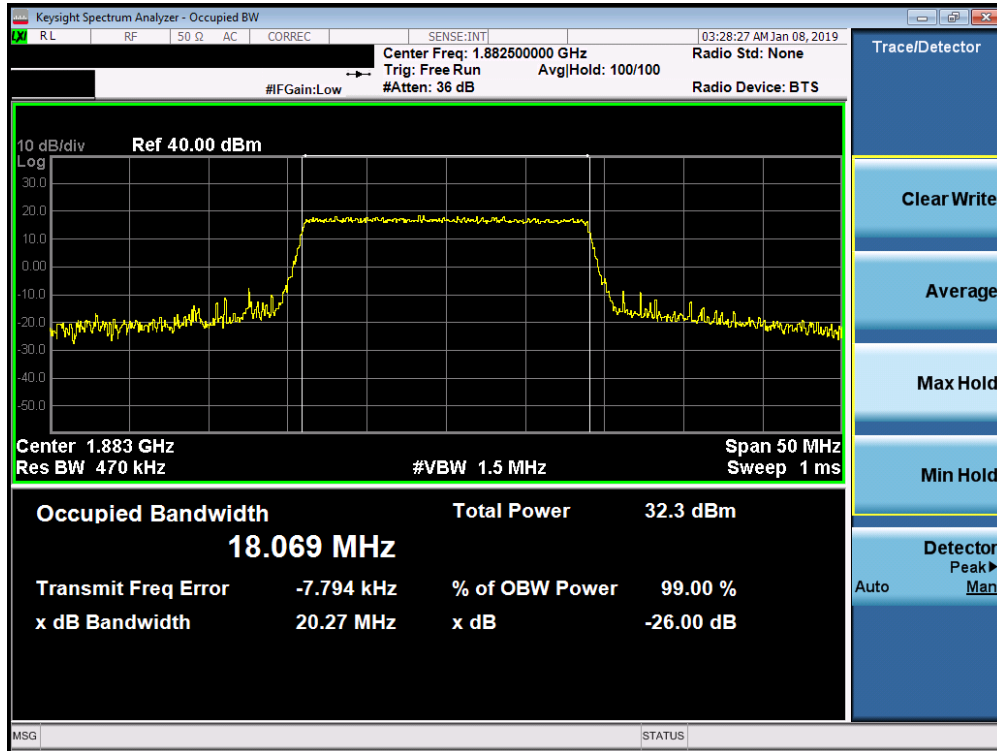 Keysight Spectrum Analyzer - Occupied BW
LXI RL RF 50 Ω AC CORREC SENSE:INT 03:28:27 AM Jan 08, 2019
Center Freq: 1.882500000 GHz Radio Std: None
Trig: Free Run Avg|Hold: 100/100
#IFGain:Low #Atten: 36 dB Radio Device: BTS
10 dB/div Ref 40.00 dBm
Log
30.0
20.0
10.0
0.00
-10.0
-20.0
-30.0
-40.0
-50.0
Center 1.883 GHz Span 50 MHz
Res BW 470 kHz #VBW 1.5 MHz Sweep 1 ms
Occupied Bandwidth Total Power 32.3 dBm
18.069 MHz
Transmit Freq Error -7.794 kHz % of OBW Power 99.00 %
x dB Bandwidth 20.27 MHz x dB -26.00 dB
MSG STATUS
Trace/Detector
Clear Write
Average
Max Hold
Min Hold
Detector
Peak▶
Auto Man